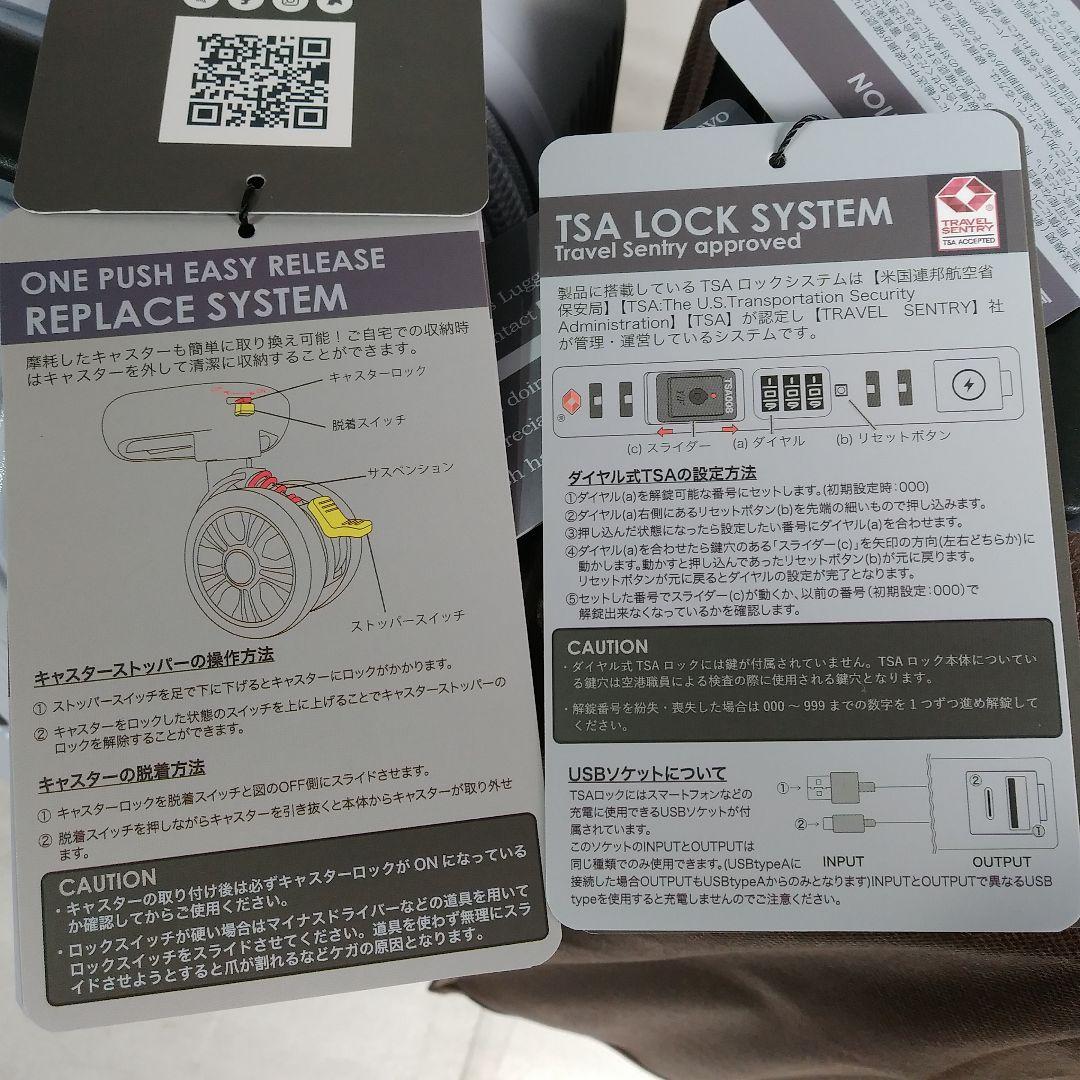 ONE PUSH EASY RELEASE
REPLACE SYSTEM
摩耗したキャスターも簡単に取り換え可能!ご自宅での収納時
はキャスターを外して清潔に収納することができます。
キャスターロック
脱着スイッチ
サスペンション
ストッパースイッチ
キャスターストッパーの操作方法
① ストッパースイッチを足で下に下げるとキャスターにロックがかかります。
② キャスターをロックした状態のスイッチを上に上げることでキャスターストッパーの
ロックを解除することができます。
キャスターの脱着方法
① キャスターロックを脱着スイッチと図のOFF側にスライドさせます。
② 脱着スイッチを押しながらキャスターを引き抜くと本体からキャスターが取り外せ
ます。
CAUTION
・キャスターの取り付け後は必ずキャスターロックが ON になっている
か確認してからご使用ください。
・ロックスイッチが硬い場合はマイナスドライバーなどの道具を用いて
ロックスイッチをスライドさせてください。道具を使わず無理にスラ
イドさせようとすると爪が割れるなどケガの原因となります。
TSA LOCK SYSTEM
Travel Sentry approved
TRAVEL
SENTRY
TSA ACCEPTED
製品に搭載している TSA ロックシステムは【米国連邦航空省
保安局】【TSA:The U.S.Transportation Security
Administration】【TSA】が認定し【TRAVEL SENTRY】社
が管理・運営しているシステムです。
TSA008
(c) スライダー (a) ダイヤル (b) リセットボタン
ダイヤル式TSAの設定方法
①ダイヤル(a)を解錠可能な番号にセットします。(初期設定時:000)
②ダイヤル(a)右側にあるリセットボタン(b)を先端の細いもので押し込みます。
③押し込んだ状態になったら設定したい番号にダイヤル(a)を合わせます。
④ダイヤル(a)を合わせたら鍵穴のある「スライダー(c)」を矢印の方向(左右どちらか)に
動かします。動かすと押し込んであったリセットボタン(b)が元に戻ります。
リセットボタンが元に戻るとダイヤルの設定が完了となります。
⑤セットした番号でスライダー(c)が動くか、以前の番号(初期設定:000)で
解錠出来なくなっているかを確認します。
CAUTION
・ダイヤル式 TSA ロックには鍵が付属されていません。TSA ロック本体についてい
る鍵穴は空港職員による検査の際に使用される鍵穴となります。
・解錠番号を紛失・喪失した場合は 000 ～ 999 までの数字を 1 つずつ進め解錠して
ください。
USBソケットについて
TSAロックにはスマートフォンなどの
充電に使用できるUSBソケットが付
属されています。
このソケットのINPUTとOUTPUTは
同じ種類でのみ使用できます。(USBtypeAに
接続した場合OUTPUTもUSBtypeAからのみとなります)INPUTとOUTPUTで異なるUSB
typeを使用すると充電しませんのでご注意ください。
①→
②→
INPUT
②
①
OUTPUT